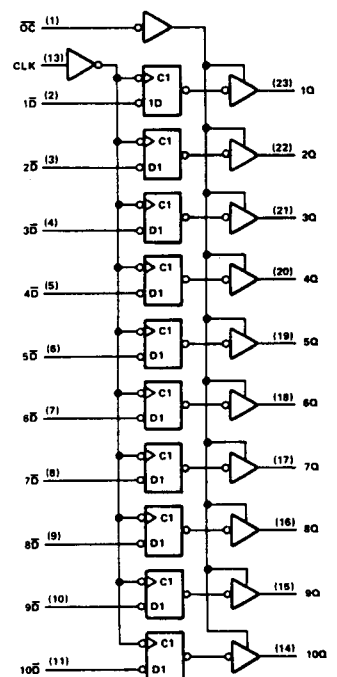 O̅C̅ (1)
CLK (13)
C1 (23) 1Q
1D̅ (2) 1D
C1 (22) 2Q
2D̅ (3) D1
C1 (21) 3Q
3D̅ (4) D1
C1 (20) 4Q
4D̅ (5) D1
C1 (19) 5Q
5D̅ (6) D1
C1 (18) 6Q
6D̅ (7) D1
C1 (17) 7Q
7D̅ (8) D1
C1 (16) 8Q
8D̅ (9) D1
C1 (15) 9Q
9D̅ (10) D1
C1 (14) 10Q
10D̅ (11) D1